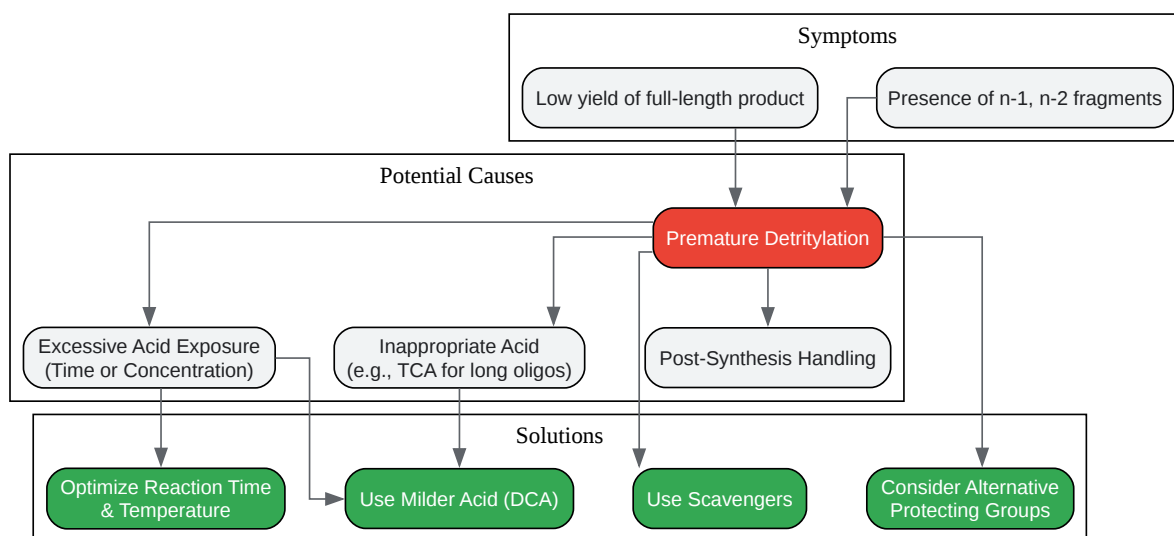 Symptoms
Low yield of full-length product
Presence of n-1, n-2 fragments
Potential Causes
Premature Detritylation
Excessive Acid Exposure
(Time or Concentration)
Inappropriate Acid
(e.g., TCA for long oligos)
Post-Synthesis Handling
Solutions
Optimize Reaction Time
& Temperature
Use Milder Acid (DCA)
Use Scavengers
Consider Alternative
Protecting Groups